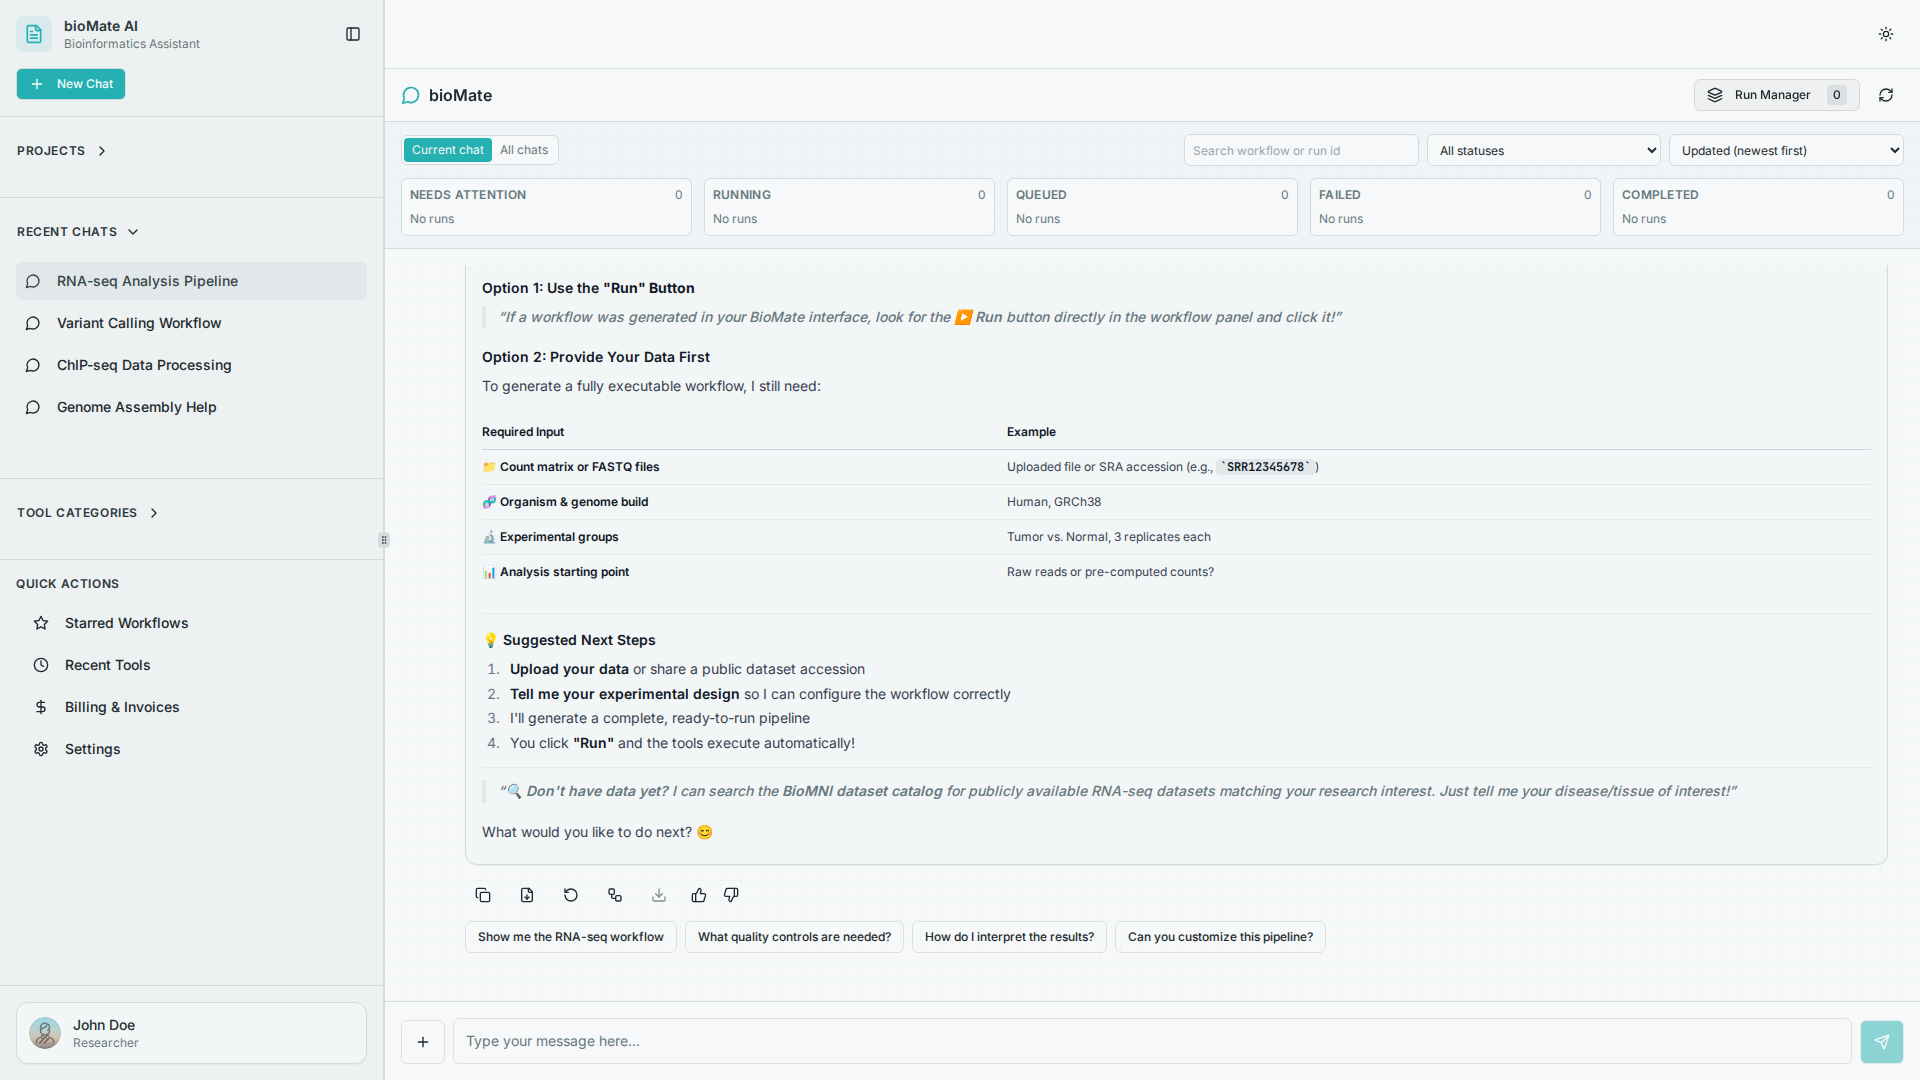 bioMate AI
Bioinformatics Assistant
New Chat
PROJECTS
RECENT CHATS
RNA-seq Analysis Pipeline
Variant Calling Workflow
ChIP-seq Data Processing
Genome Assembly Help
TOOL CATEGORIES
QUICK ACTIONS
Starred Workflows
Recent Tools
Billing & Invoices
Settings
John Doe
Researcher
bioMate
Run Manager 0
Current chat All chats
Search workflow or run id
All statuses
Updated (newest first)
NEEDS ATTENTION 0
No runs
RUNNING 0
No runs
QUEUED 0
No runs
FAILED 0
No runs
COMPLETED 0
No runs
Option 1: Use the "Run" Button
“If a workflow was generated in your BioMate interface, look for the ▶️ Run button directly in the workflow panel and click it!”
Option 2: Provide Your Data First
To generate a fully executable workflow, I still need:
Required Input Example
📁 Count matrix or FASTQ files Uploaded file or SRA accession (e.g., `SRR12345678`)
🧬 Organism & genome build Human, GRCh38
🔬 Experimental groups Tumor vs. Normal, 3 replicates each
📊 Analysis starting point Raw reads or pre-computed counts?
💡 Suggested Next Steps
1. Upload your data or share a public dataset accession
2. Tell me your experimental design so I can configure the workflow correctly
3. I'll generate a complete, ready-to-run pipeline
4. You click "Run" and the tools execute automatically!
“🔍 Don't have data yet? I can search the BioMNI dataset catalog for publicly available RNA-seq datasets matching your research interest. Just tell me your disease/tissue of interest!”
What would you like to do next? 😊
Show me the RNA-seq workflow
What quality controls are needed?
How do I interpret the results?
Can you customize this pipeline?
Type your message here...